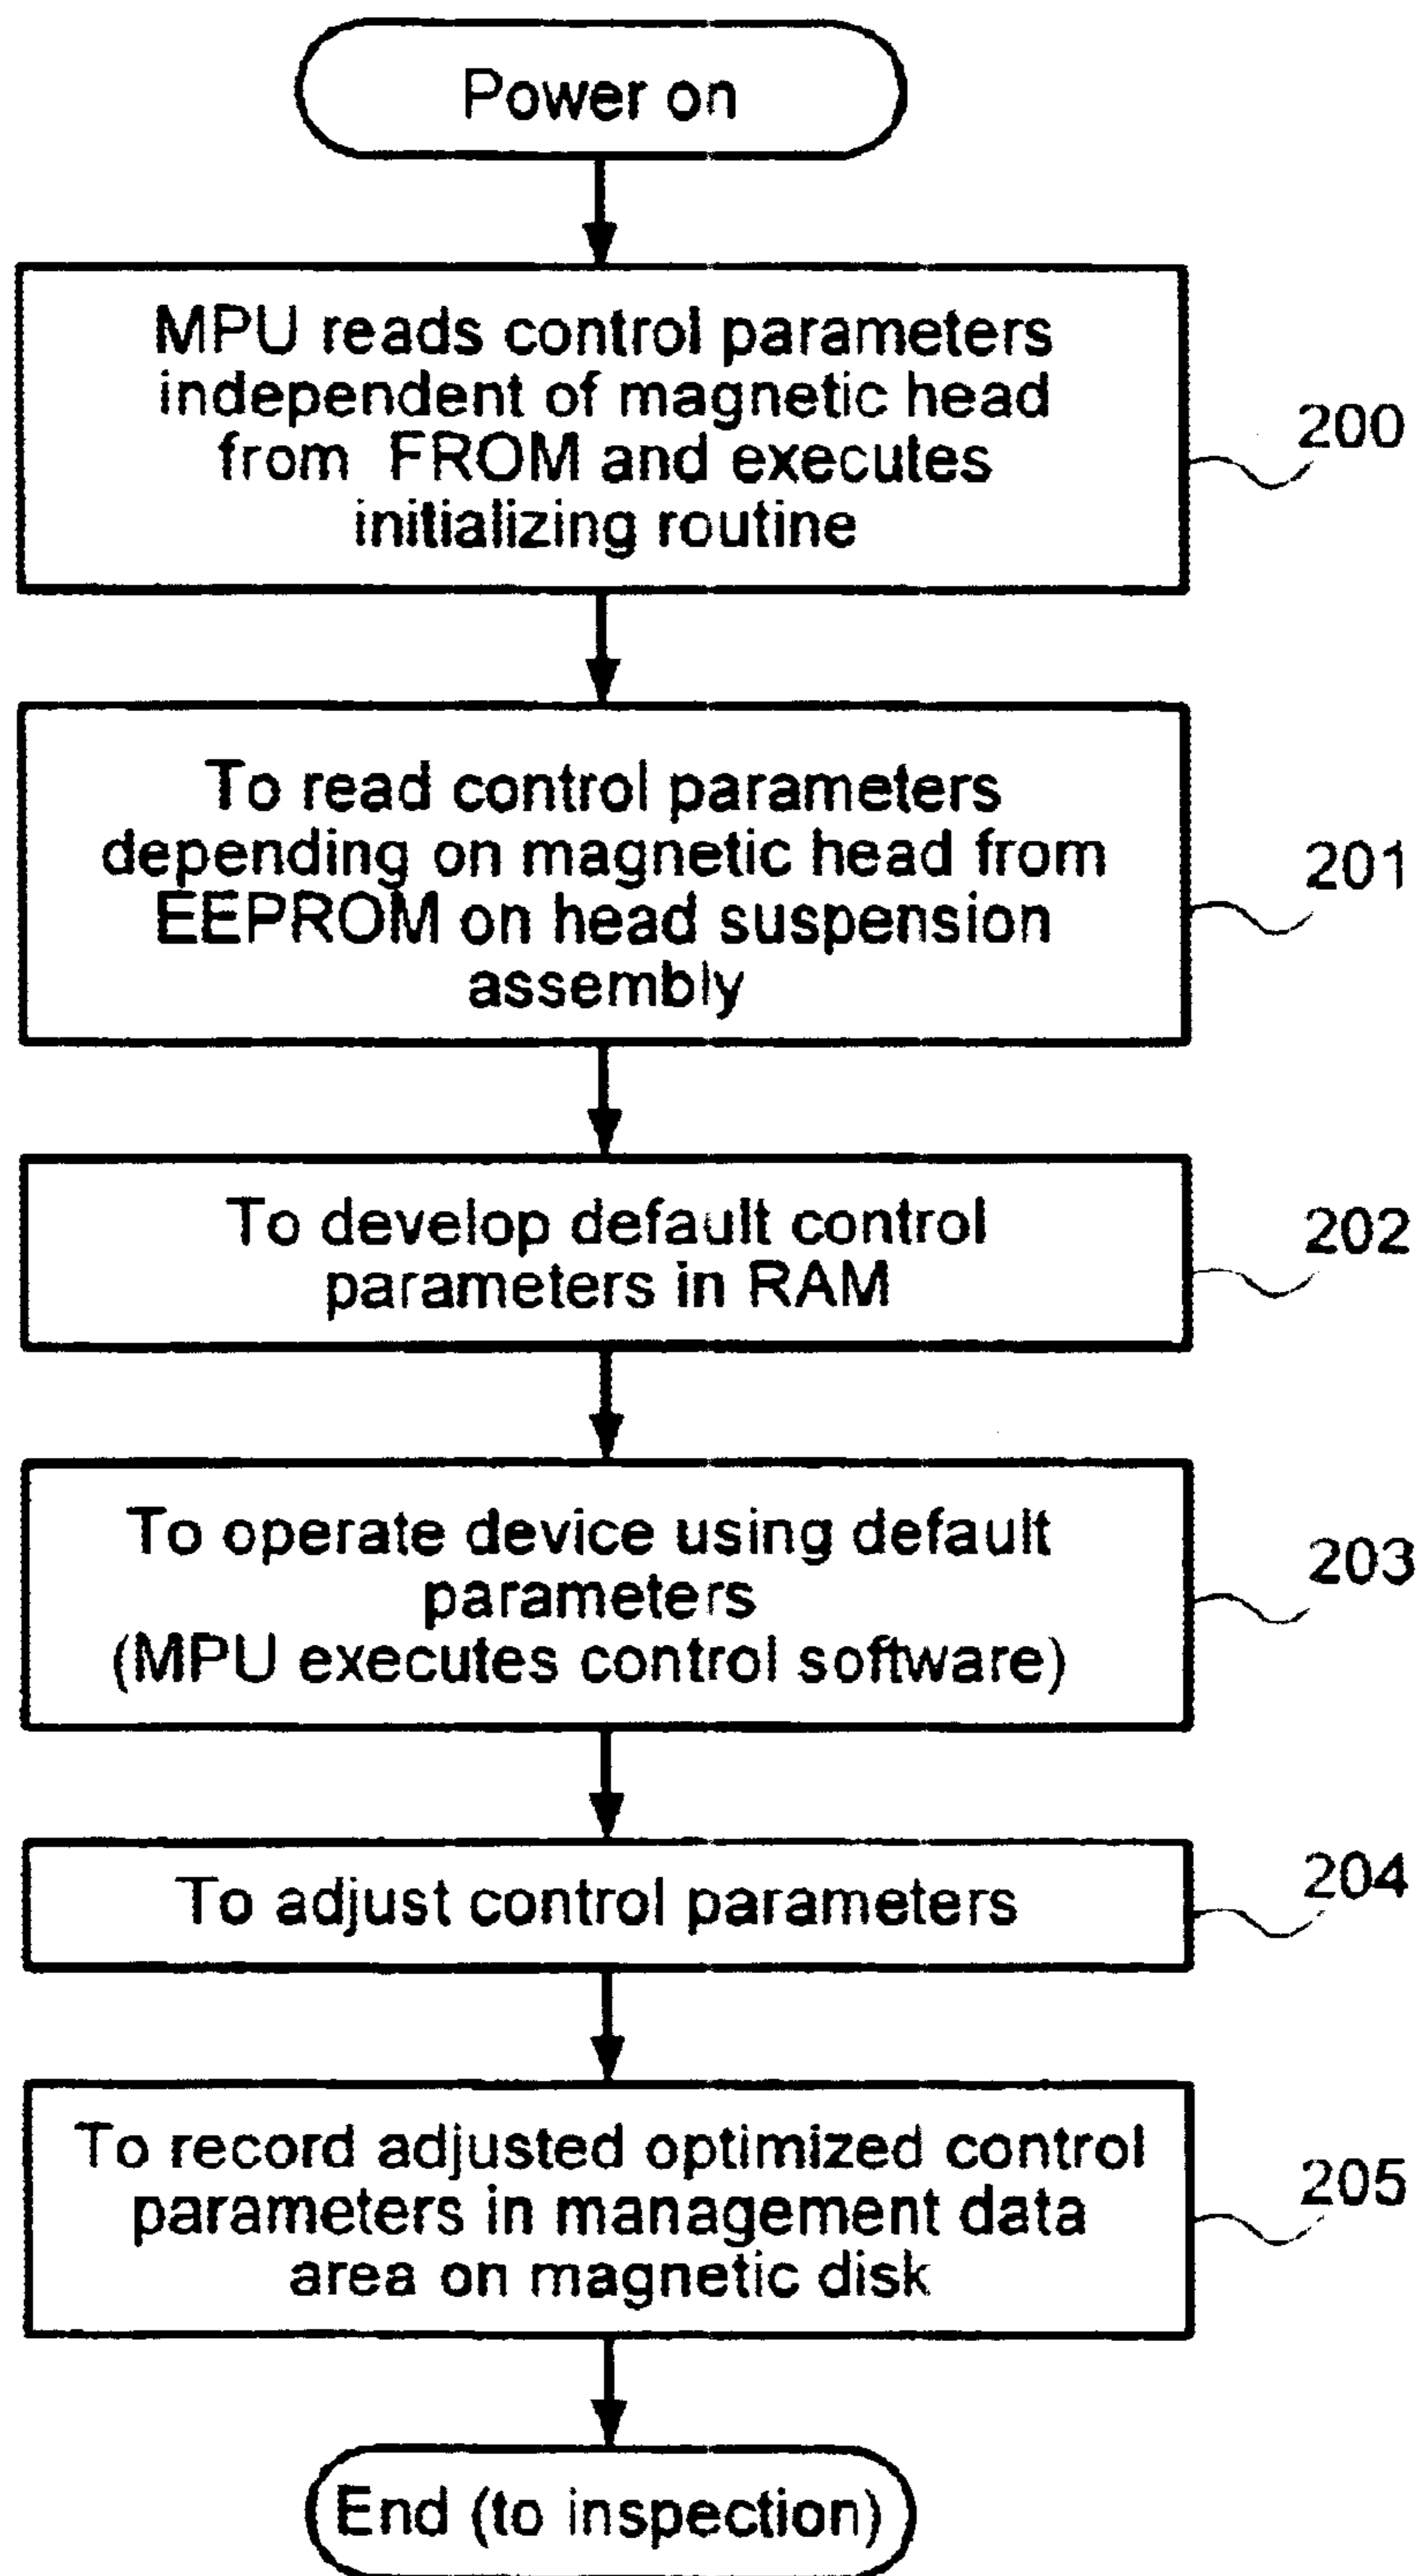 Power on
MPU reads control parameters
independent of magnetic head
from FROM and executes
initializing routine
200
To read control parameters
depending on magnetic head from
EEPROM on head suspension
assembly
201
To develop default control
parameters in RAM
202
To operate device using default
parameters
(MPU executes control software)
203
To adjust control parameters
204
To record adjusted optimized control
parameters in management data
area on magnetic disk
205
End (to inspection)